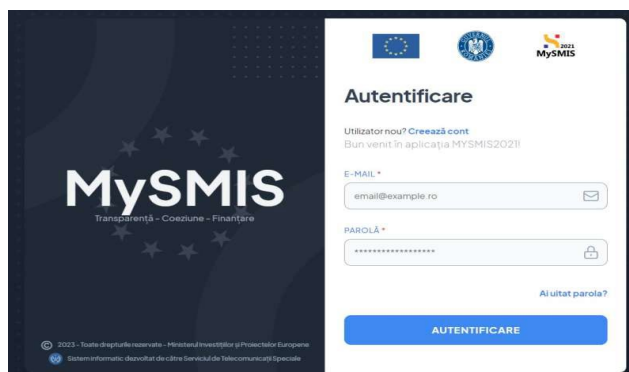 MySMIS
Transparență - Coeziune - Finanțare
© 2023 - Toate drepturile rezervate - Ministerul Investițiilor și Proiectelor Europene
Sistem informatic dezvoltat de către Serviciul de Telecomunicații Speciale
GUVERNUL ROMÂNIEI
2021
MySMIS
Autentificare
Utilizator nou? Creează cont
Bun venit în aplicația MYSMIS2021!
E-MAIL *
email@example.ro
PAROLĂ *
******************
Ai uitat parola?
AUTENTIFICARE